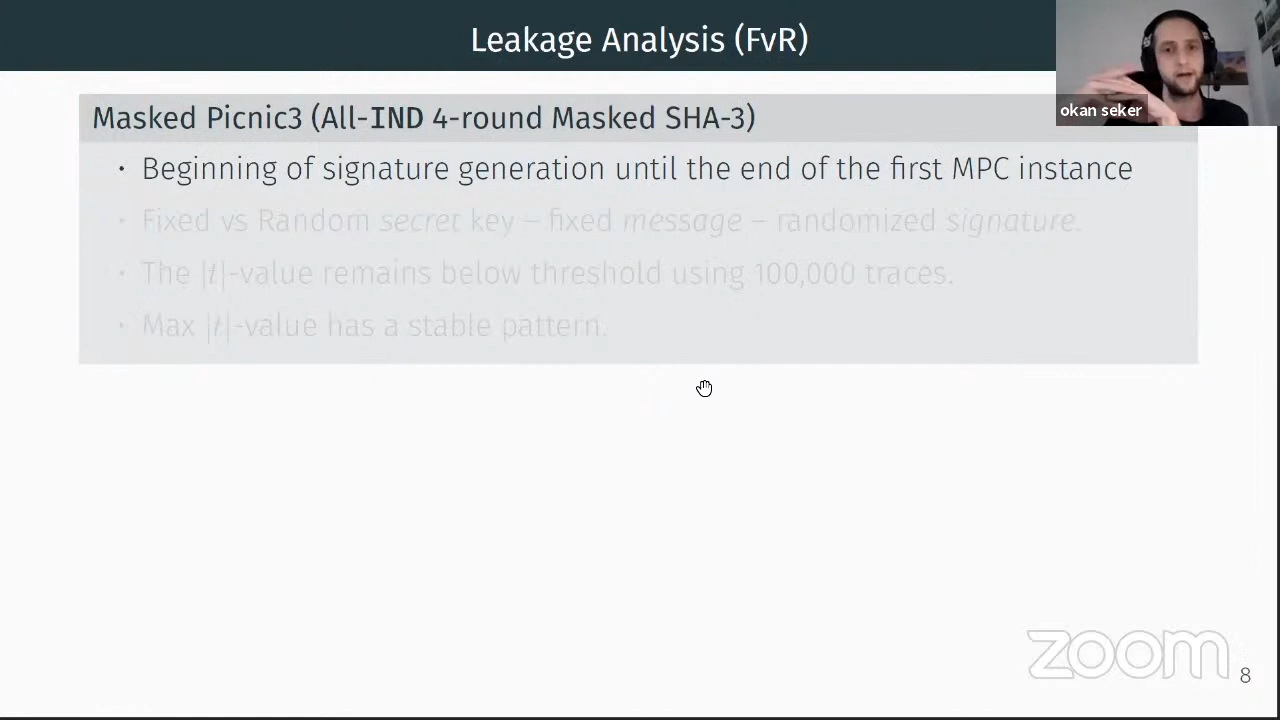 Leakage Analysis (FvR)
okan seker
Masked Picnic3 (All-IND 4-round Masked SHA-3)
• Beginning of signature generation until the end of the first MPC instance
• Fixed vs Random secret key – fixed message – randomized signature.
• The |t|-value remains below threshold using 100,000 traces.
• Max |t|-value has a stable pattern.
zoom
8